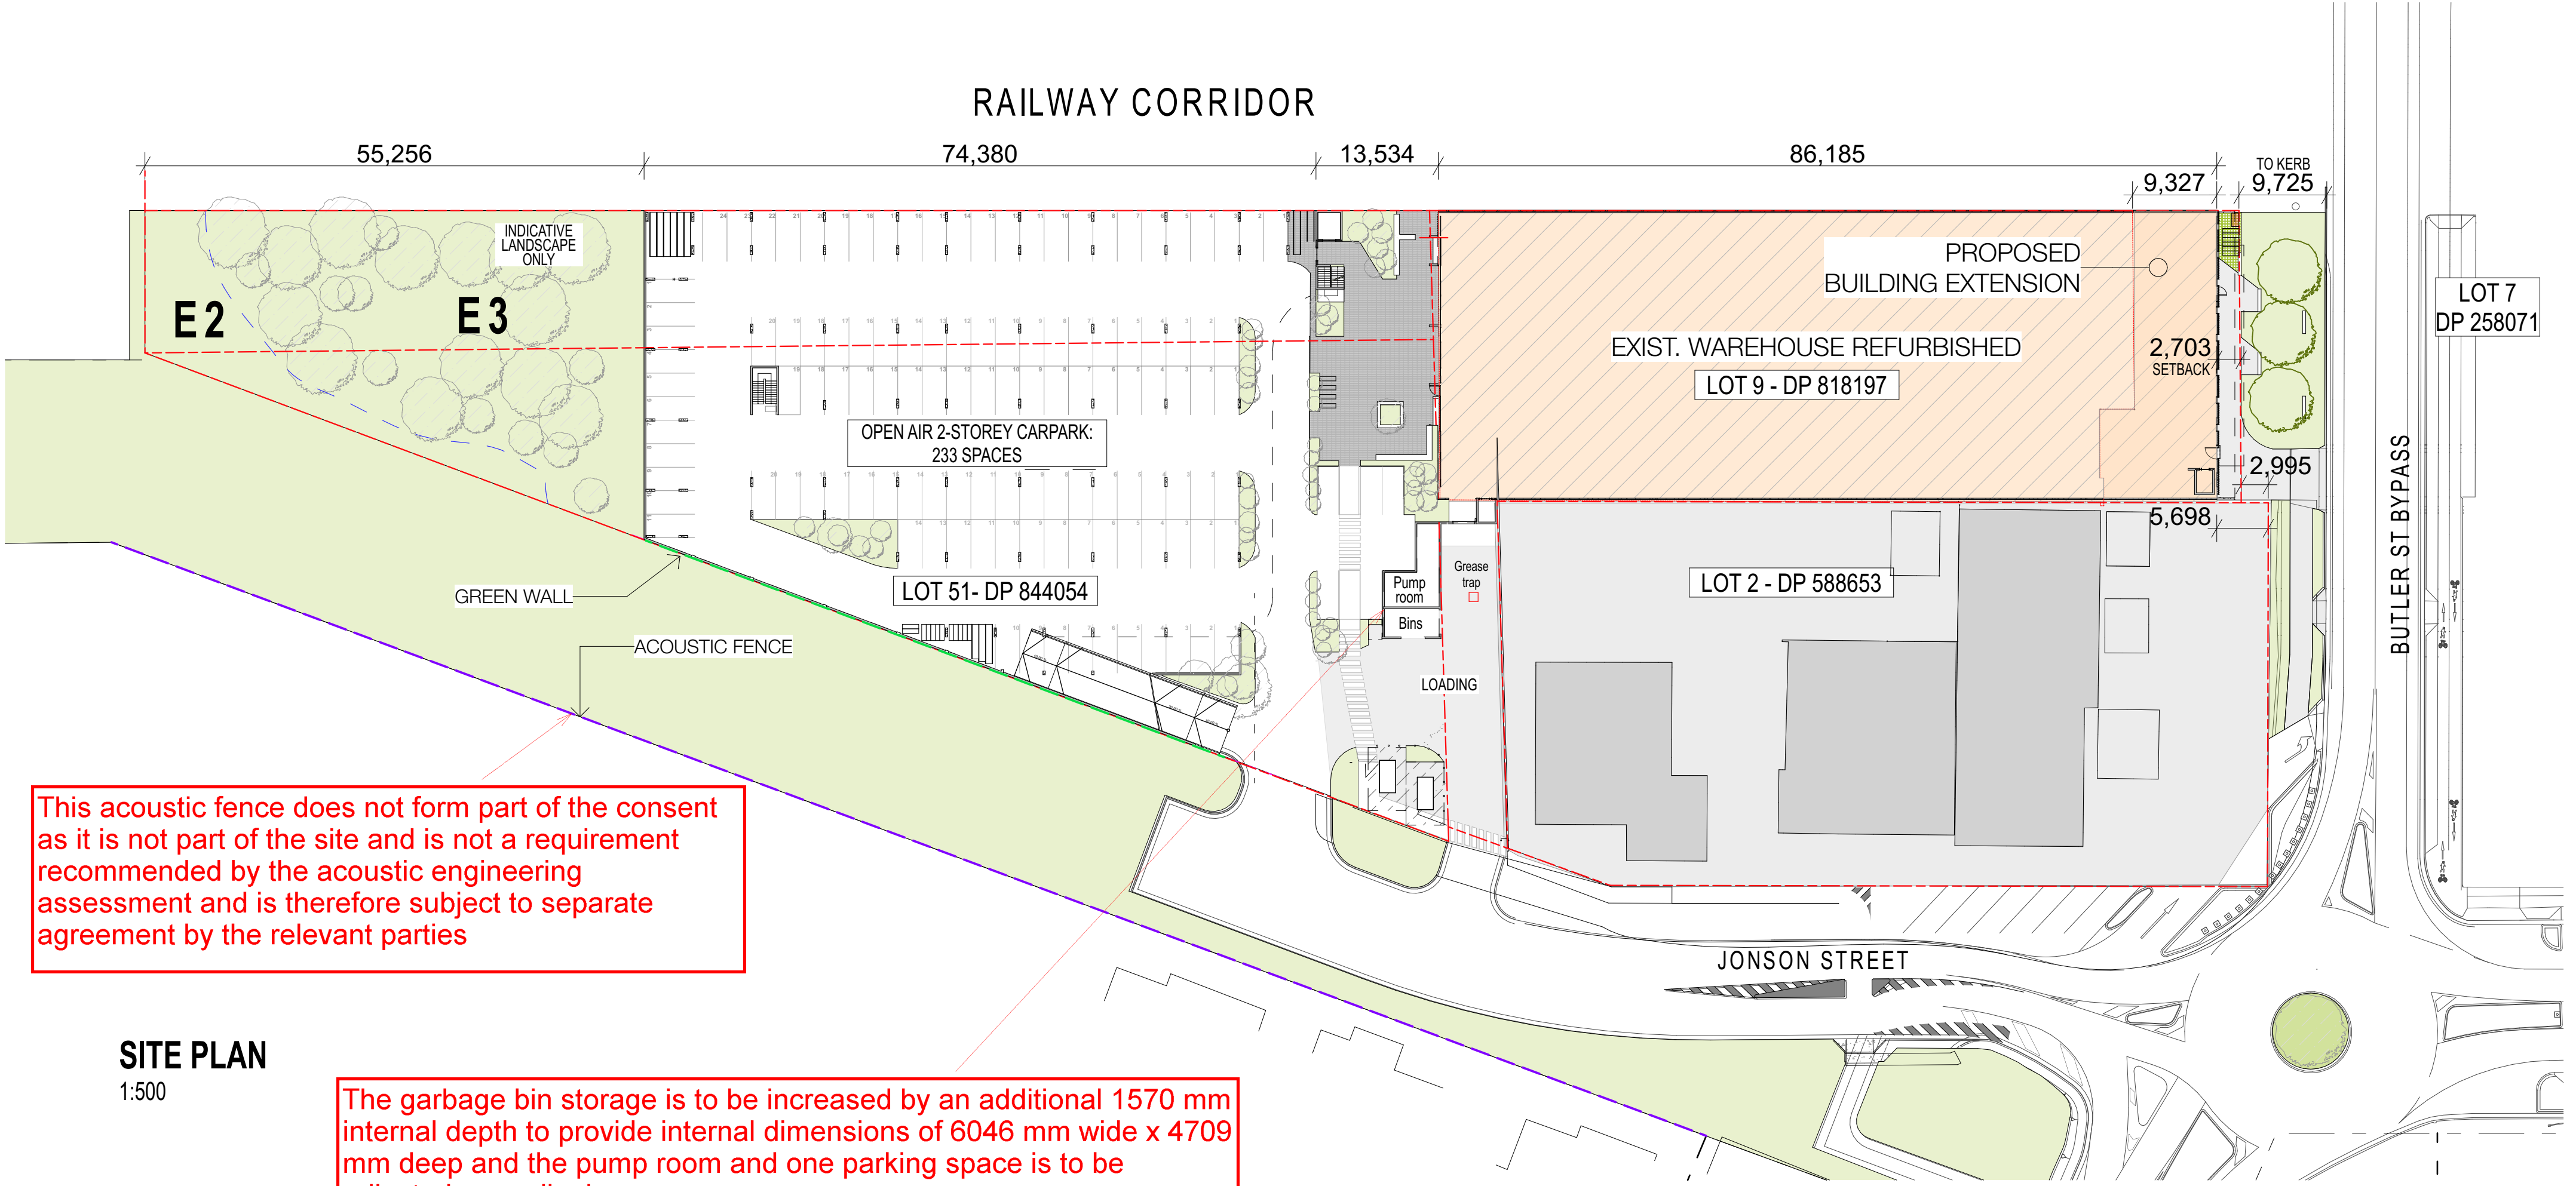 RAILWAY CORRIDOR
55,256
74,380
13,534
86,185
TO KERB
9,327
9,725
INDICATIVE
LANDSCAPE
ONLY
E2
E3
PROPOSED
BUILDING EXTENSION
EXIST. WAREHOUSE REFURBISHED
LOT 9 - DP 818197
2,703
SETBACK
LOT 7
DP 258071
OPEN AIR 2-STOREY CARPARK:
233 SPACES
2,995
5,698
BUTLER ST BYPASS
GREEN WALL
LOT 51- DP 844054
Pump
room
Bins
Grease
trap
LOT 2 - DP 588653
ACOUSTIC FENCE
LOADING
This acoustic fence does not form part of the consent
as it is not part of the site and is not a requirement
recommended by the acoustic engineering
assessment and is therefore subject to separate
agreement by the relevant parties
JONSON STREET
SITE PLAN
1:500
The garbage bin storage is to be increased by an additional 1570 mm
internal depth to provide internal dimensions of 6046 mm wide x 4709
mm deep and the pump room and one parking space is to be